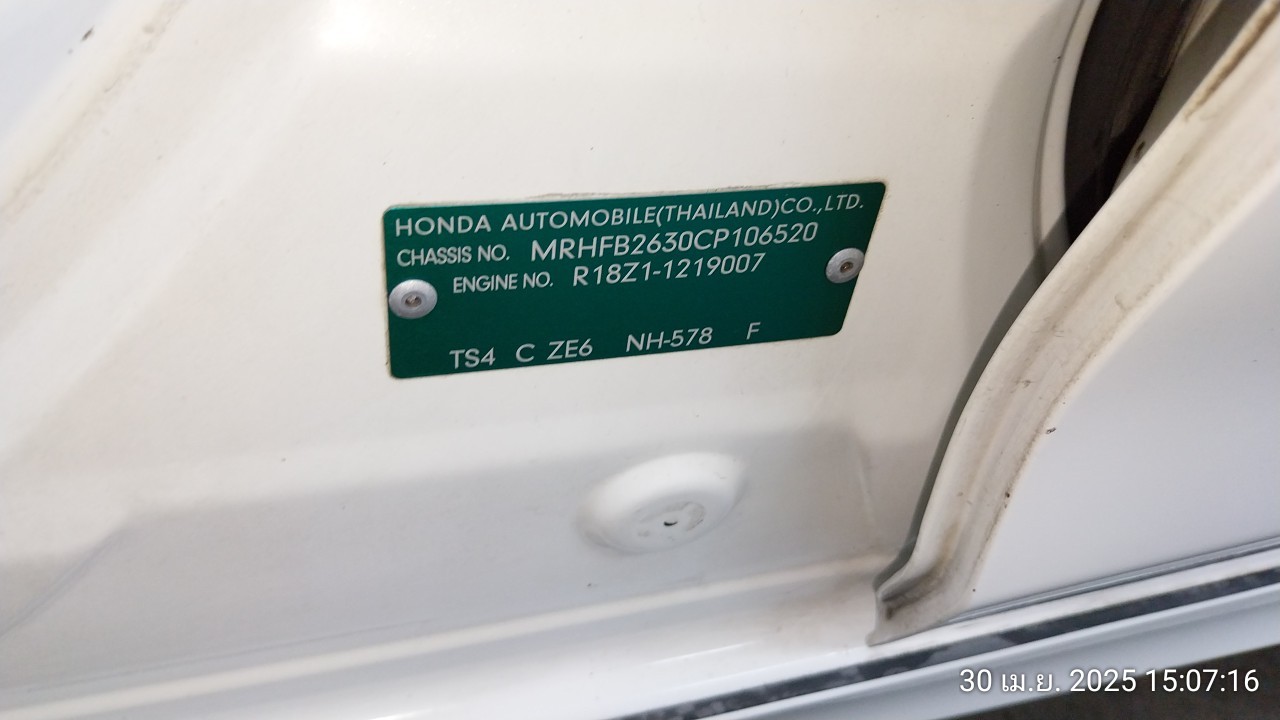 HONDA AUTOMOBILE(THAILAND)CO.,LTD.
CHASSIS NO. MRHFB2630CP106520
ENGINE NO. R18Z1-1219007
TS4 C ZE6 NH-578 F
30 เม.ย. 2025 15:07:16